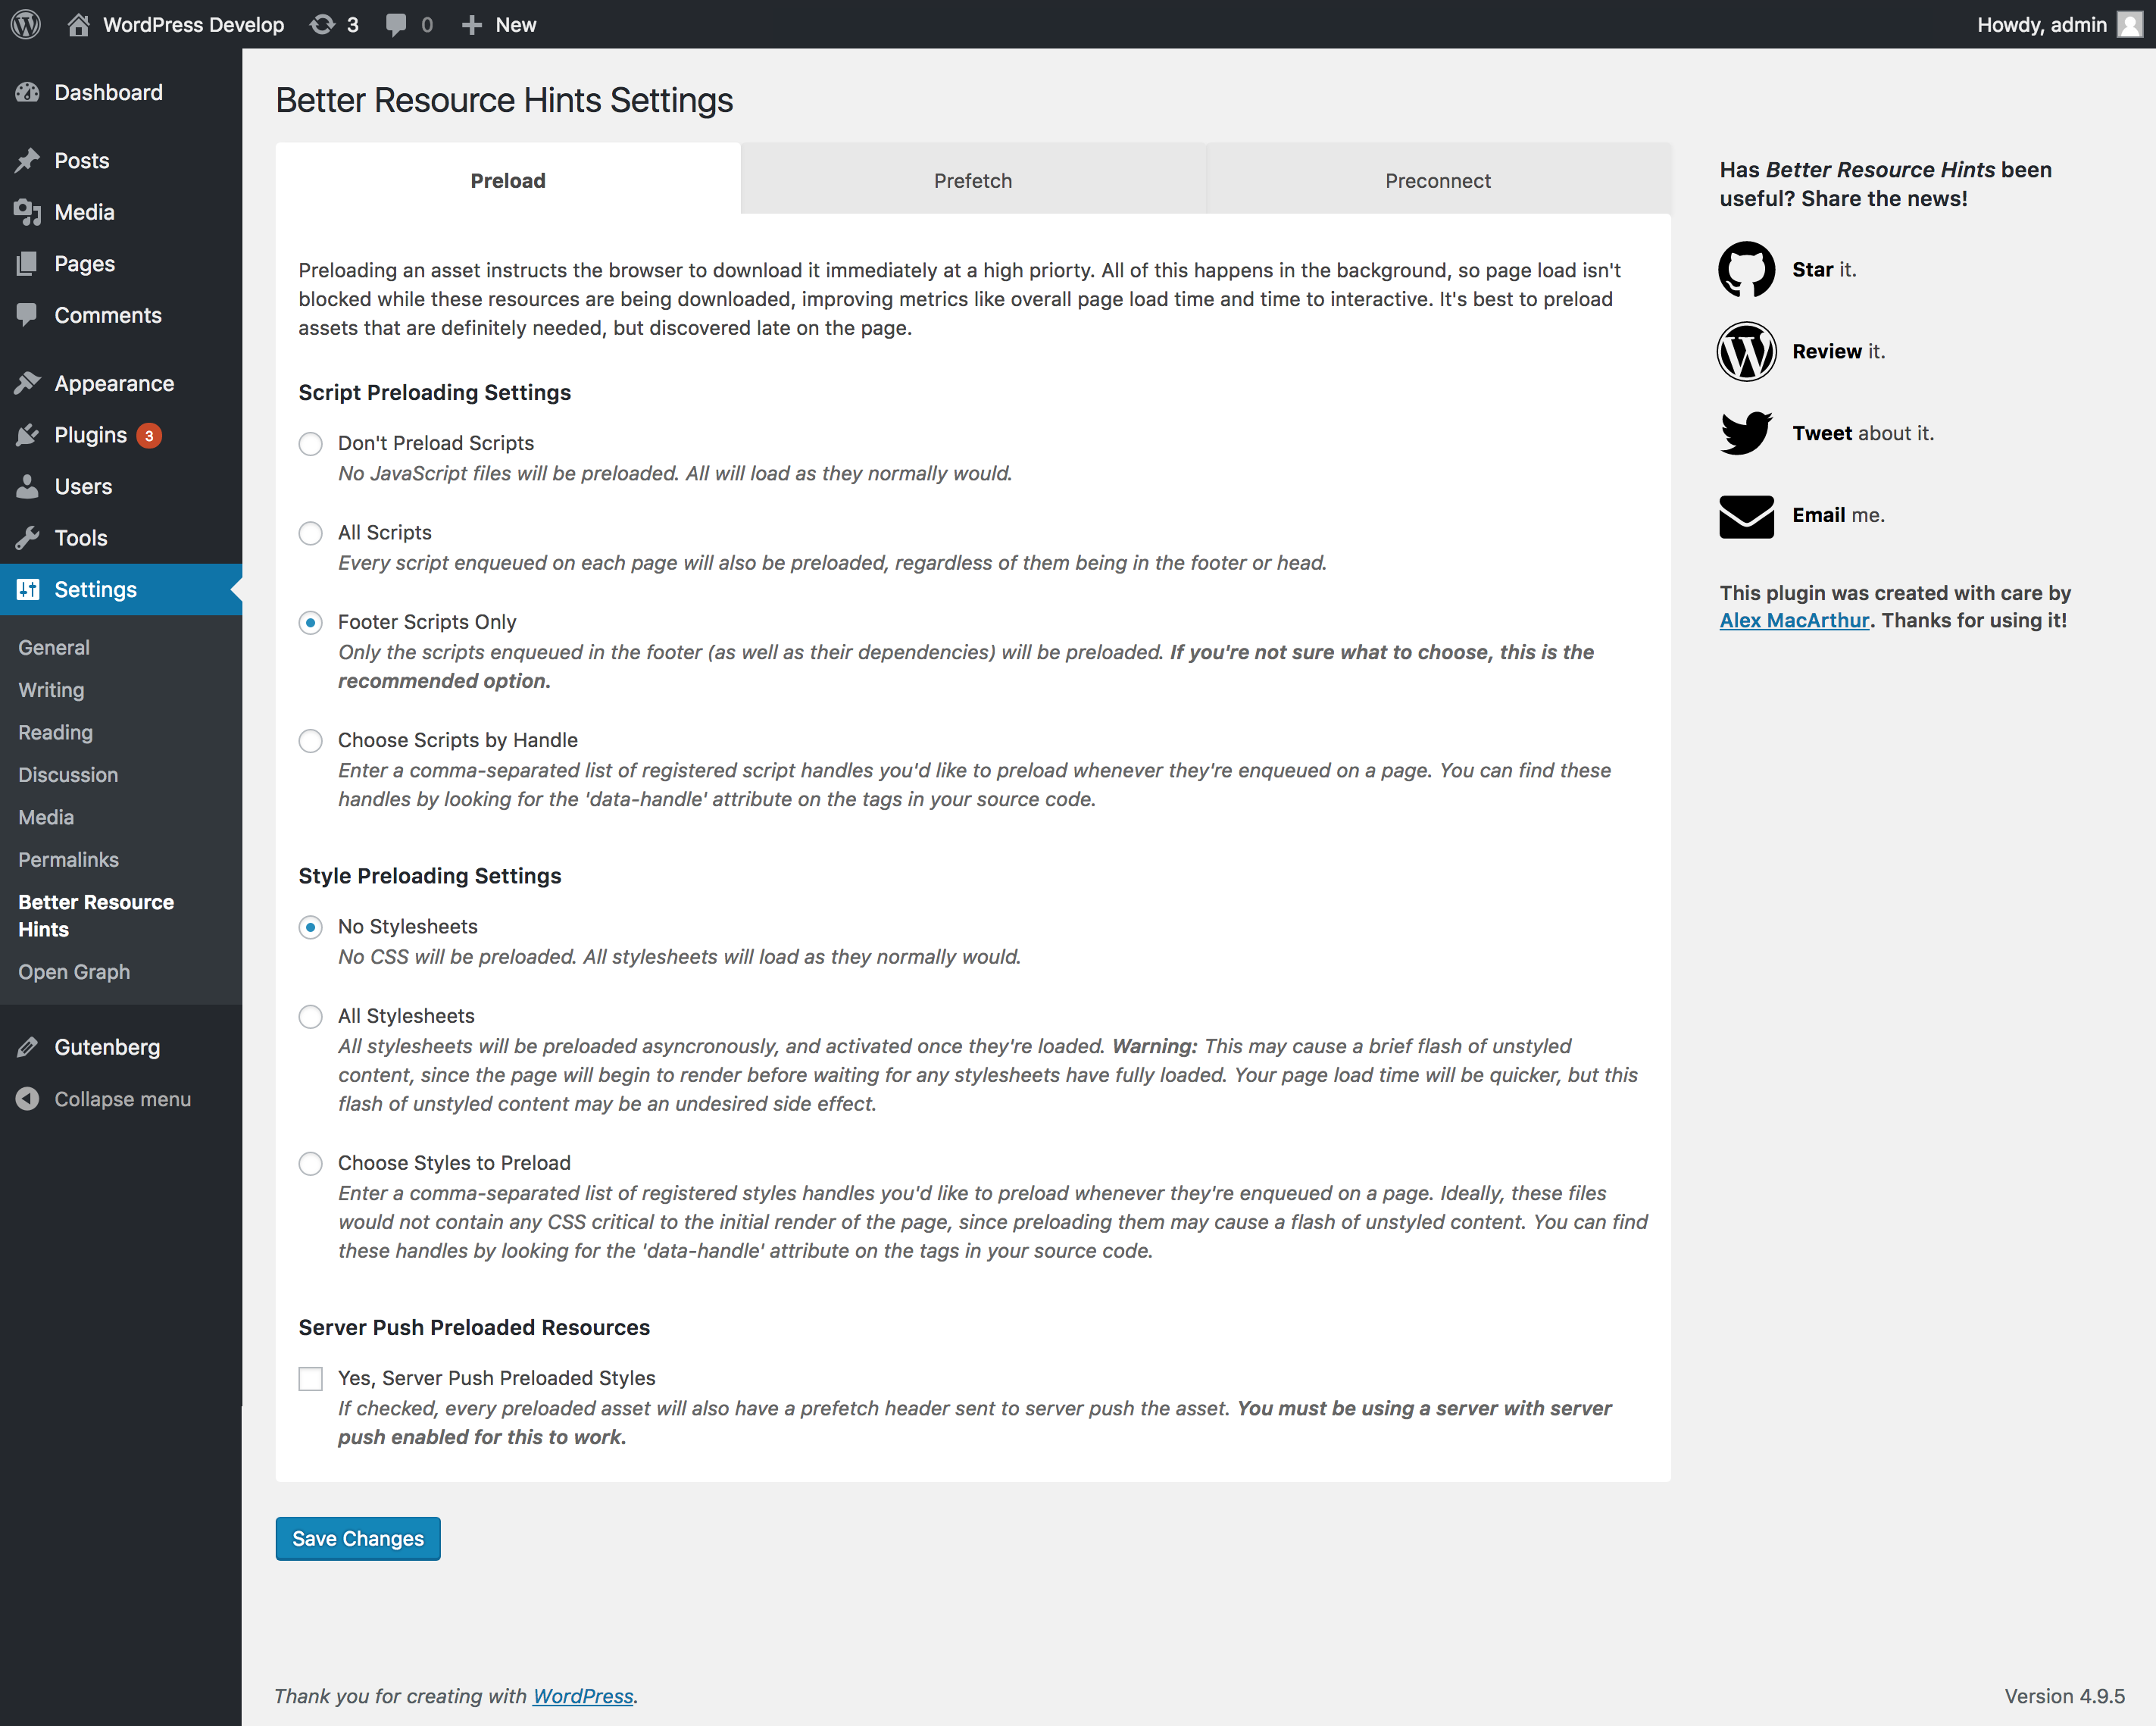 WordPress Develop 3 0 New Howdy, admin
Dashboard
Posts
Media
Pages
Comments
Appearance
Plugins 3
Users
Tools
Settings
General
Writing
Reading
Discussion
Media
Permalinks
Better Resource
Hints
Open Graph
Gutenberg
Collapse menu
Better Resource Hints Settings
Preload Prefetch Preconnect
Preloading an asset instructs the browser to download it immediately at a high priorty. All of this happens in the background, so page load isn't
blocked while these resources are being downloaded, improving metrics like overall page load time and time to interactive. It's best to preload
assets that are definitely needed, but discovered late on the page.
Script Preloading Settings
Don't Preload Scripts
No JavaScript files will be preloaded. All will load as they normally would.
All Scripts
Every script enqueued on each page will also be preloaded, regardless of them being in the footer or head.
Footer Scripts Only
Only the scripts enqueued in the footer (as well as their dependencies) will be preloaded. If you're not sure what to choose, this is the
recommended option.
Choose Scripts by Handle
Enter a comma-separated list of registered script handles you'd like to preload whenever they're enqueued on a page. You can find these
handles by looking for the 'data-handle' attribute on the tags in your source code.
Style Preloading Settings
No Stylesheets
No CSS will be preloaded. All stylesheets will load as they normally would.
All Stylesheets
All stylesheets will be preloaded asyncronously, and activated once they're loaded. Warning: This may cause a brief flash of unstyled
content, since the page will begin to render before waiting for any stylesheets have fully loaded. Your page load time will be quicker, but this
flash of unstyled content may be an undesired side effect.
Choose Styles to Preload
Enter a comma-separated list of registered styles handles you'd like to preload whenever they're enqueued on a page. Ideally, these files
would not contain any CSS critical to the initial render of the page, since preloading them may cause a flash of unstyled content. You can find
these handles by looking for the 'data-handle' attribute on the tags in your source code.
Server Push Preloaded Resources
Yes, Server Push Preloaded Styles
If checked, every preloaded asset will also have a prefetch header sent to server push the asset. You must be using a server with server
push enabled for this to work.
Save Changes
Has Better Resource Hints been
useful? Share the news!
Star it.
Review it.
Tweet about it.
Email me.
This plugin was created with care by
Alex MacArthur. Thanks for using it!
Thank you for creating with WordPress.
Version 4.9.5